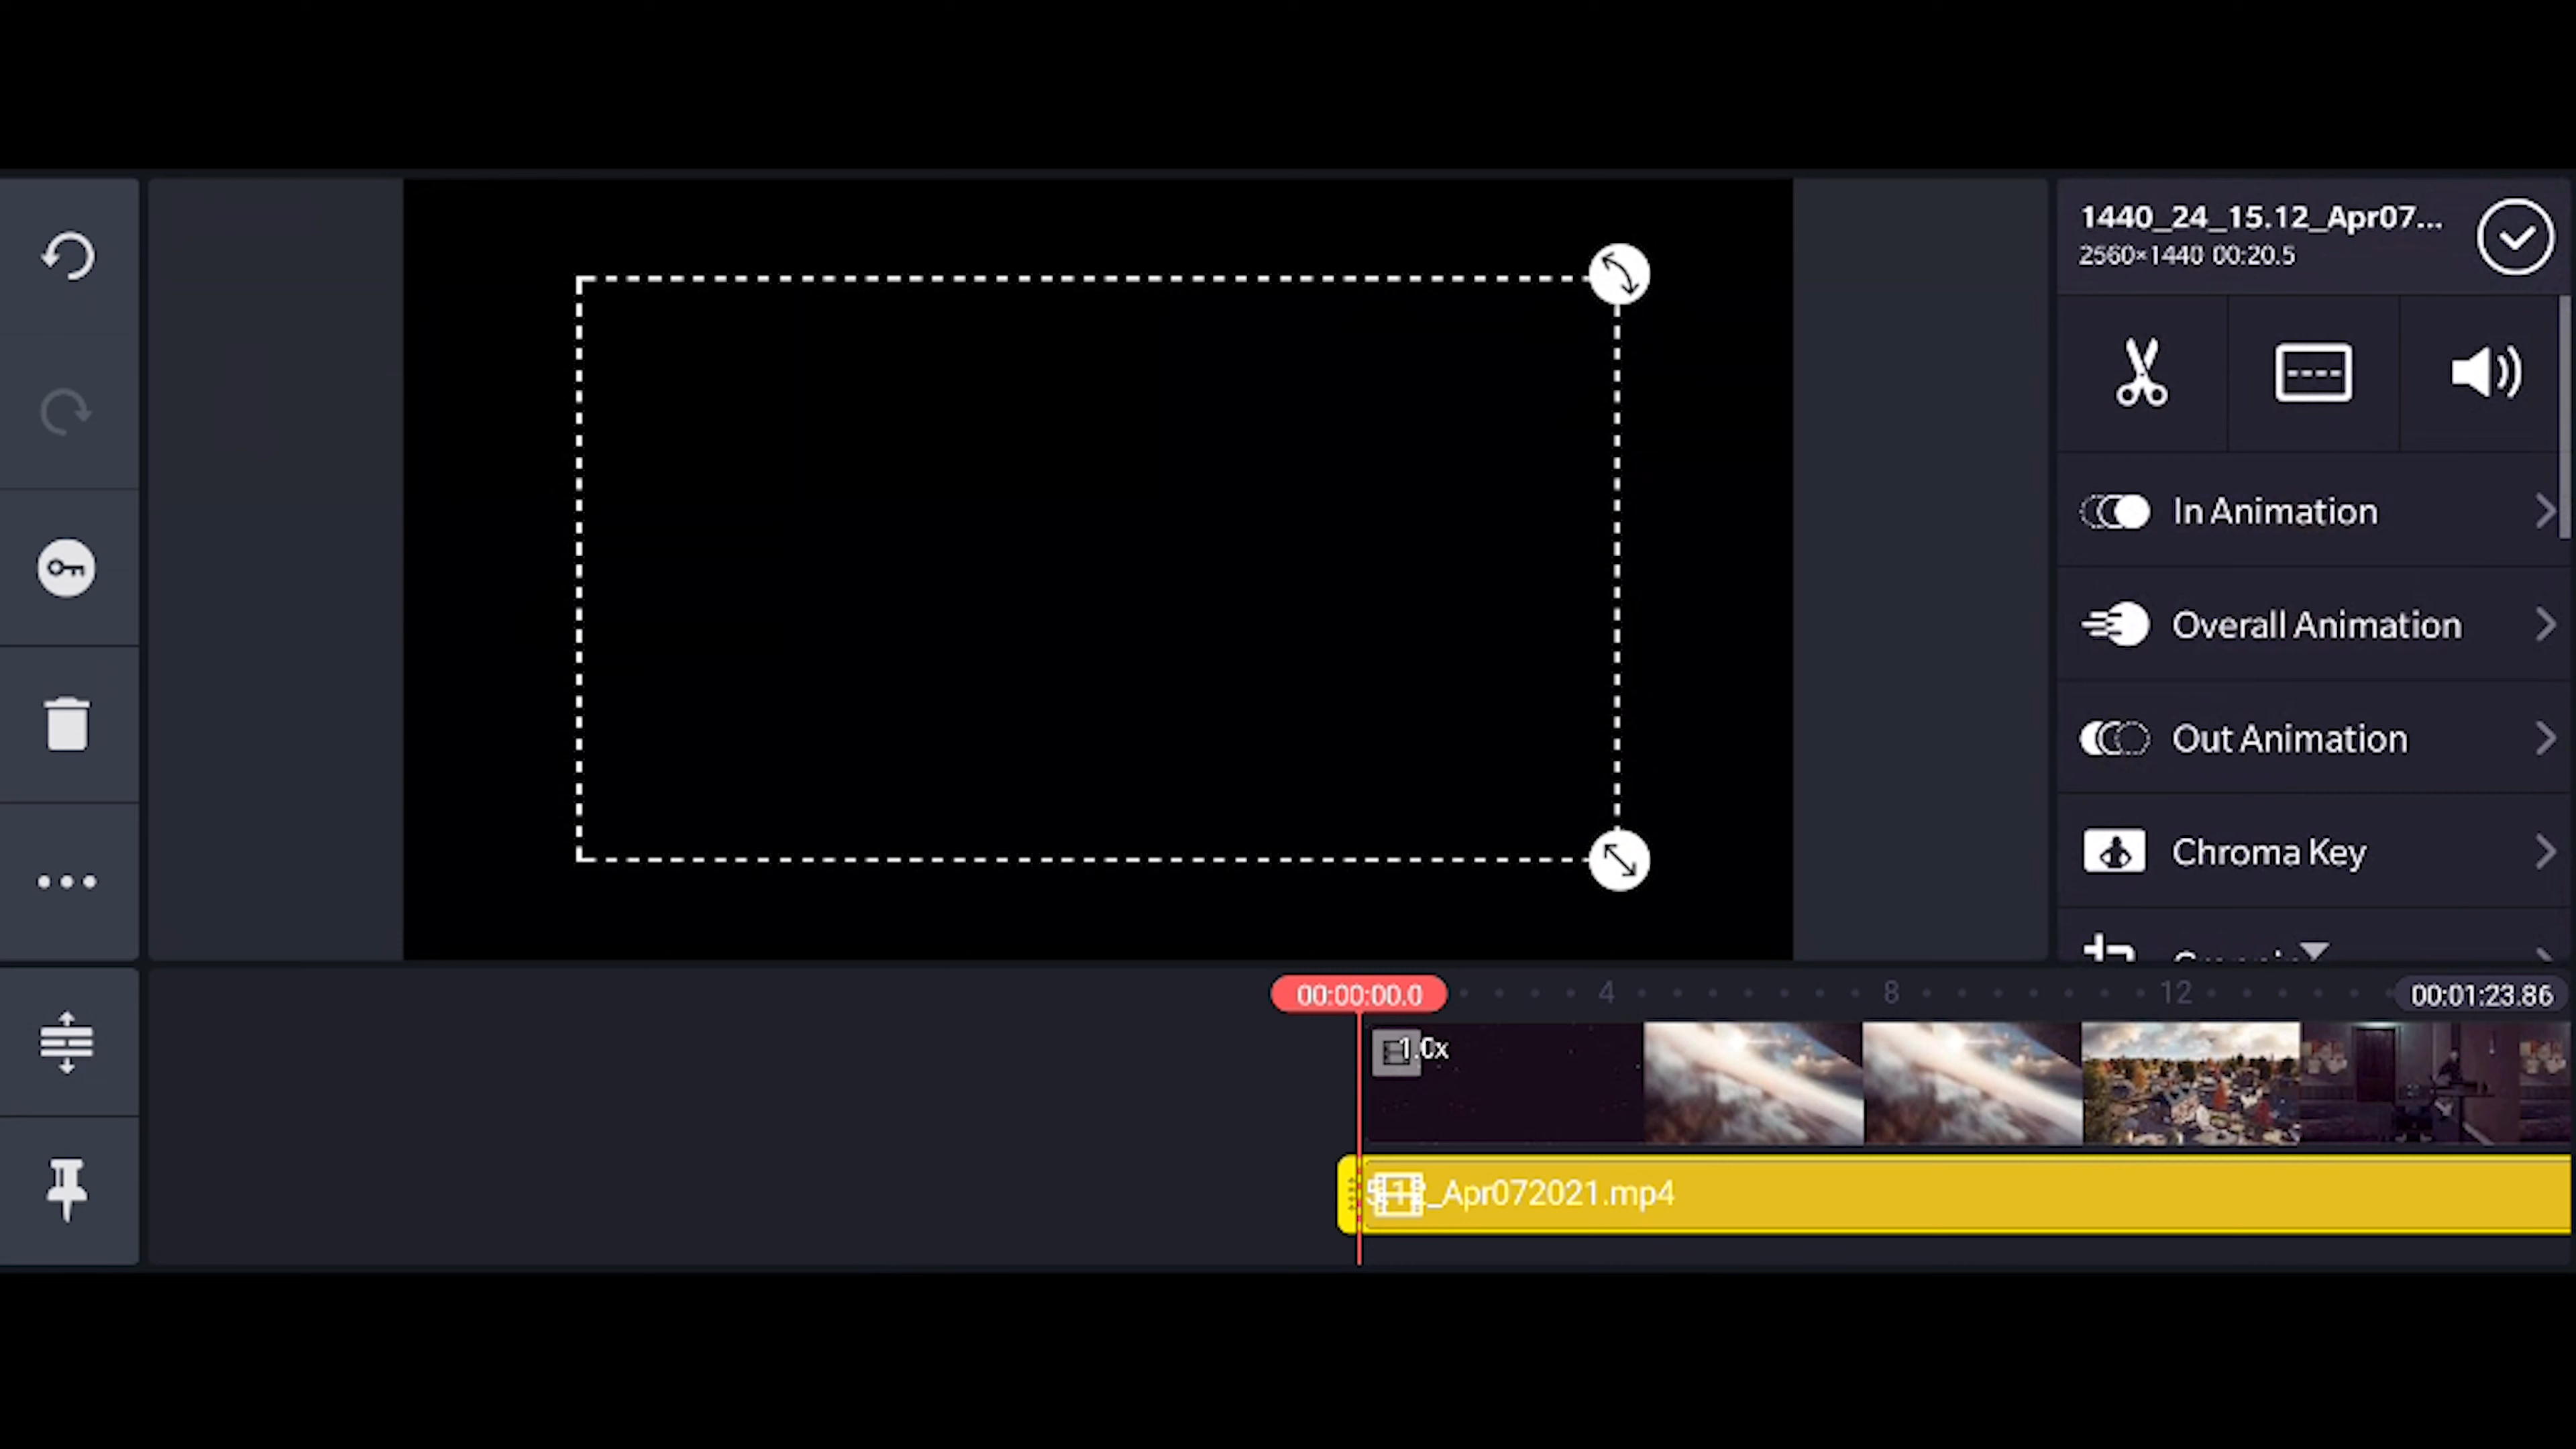 1440_24_15.12_Apr07...
2560×1440 00:20.5
In Animation
Overall Animation
Out Animation
Chroma Key
00:00:00.0
4
8
12
00:01:23.86
1.0x
_Apr072021.mp4